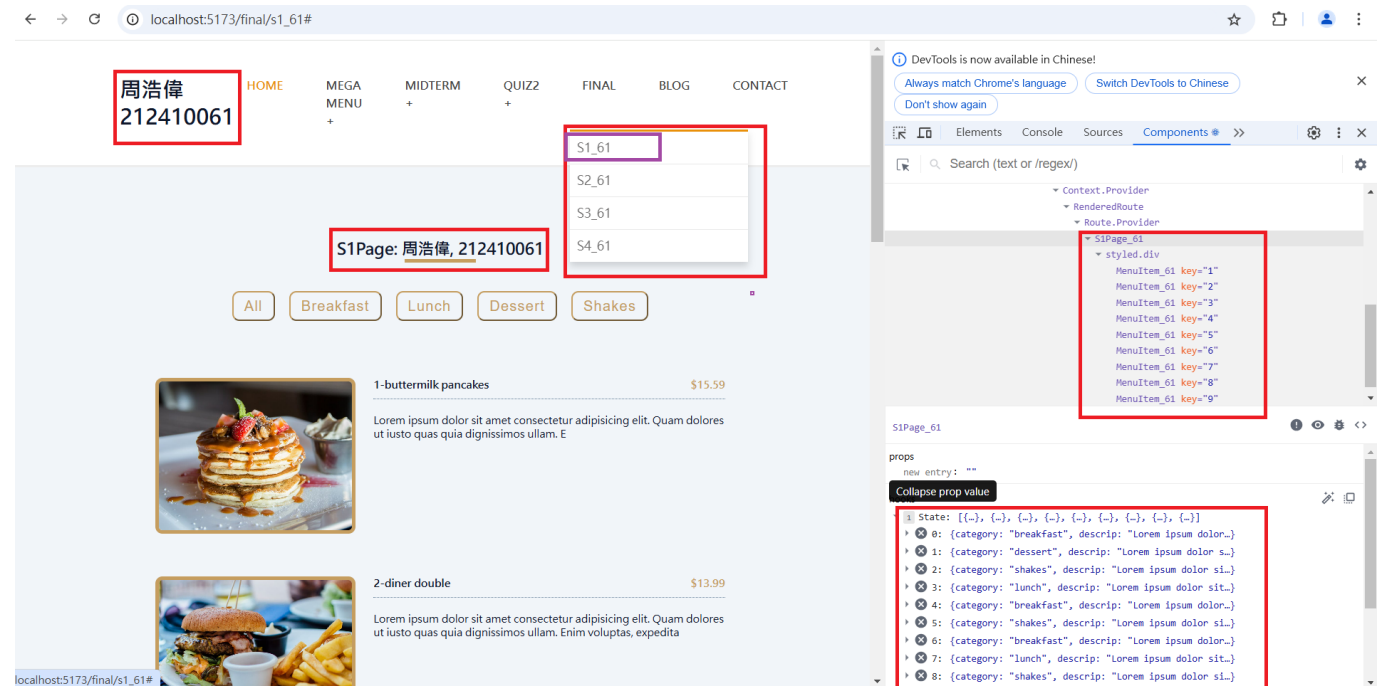 localhost:5173/final/s1_61#
周浩偉
212410061
HOME
MEGA
MENU
+
MIDTERM
+
QUIZ2
+
FINAL
BLOG
CONTACT
S1_61
S2_61
S3_61
S4_61
S1Page: 周浩偉, 212410061
All
Breakfast
Lunch
Dessert
Shakes
1-buttermilk pancakes
$15.59
Lorem ipsum dolor sit amet consectetur adipisicing elit. Quam dolores
ut iusto quas quia dignissimos ullam. E
2-diner double
$13.99
Lorem ipsum dolor sit amet consectetur adipisicing elit. Quam dolores
ut iusto quas quia dignissimos ullam. Enim voluptas, expedita
localhost:5173/final/s1_61#
DevTools is now available in Chinese!
Always match Chrome's language
Switch DevTools to Chinese
Don't show again
Elements
Console
Sources
Components
Search (text or /regex/)
Context.Provider
RenderedRoute
Route.Provider
S1Page_61
styled.div
MenuItem_61 key="1"
MenuItem_61 key="2"
MenuItem_61 key="3"
MenuItem_61 key="4"
MenuItem_61 key="5"
MenuItem_61 key="6"
MenuItem_61 key="7"
MenuItem_61 key="8"
MenuItem_61 key="9"
S1Page_61
props
new entry: ""
Collapse prop value
1 State: [{…}, {…}, {…}, {…}, {…}, {…}, {…}, {…}, {…}]
0: {category: "breakfast", descrip: "Lorem ipsum dolor…}
1: {category: "dessert", descrip: "Lorem ipsum dolor s…}
2: {category: "shakes", descrip: "Lorem ipsum dolor si…}
3: {category: "lunch", descrip: "Lorem ipsum dolor sit…}
4: {category: "breakfast", descrip: "Lorem ipsum dolor…}
5: {category: "shakes", descrip: "Lorem ipsum dolor si…}
6: {category: "breakfast", descrip: "Lorem ipsum dolor…}
7: {category: "lunch", descrip: "Lorem ipsum dolor sit…}
8: {category: "shakes", descrip: "Lorem ipsum dolor si…}